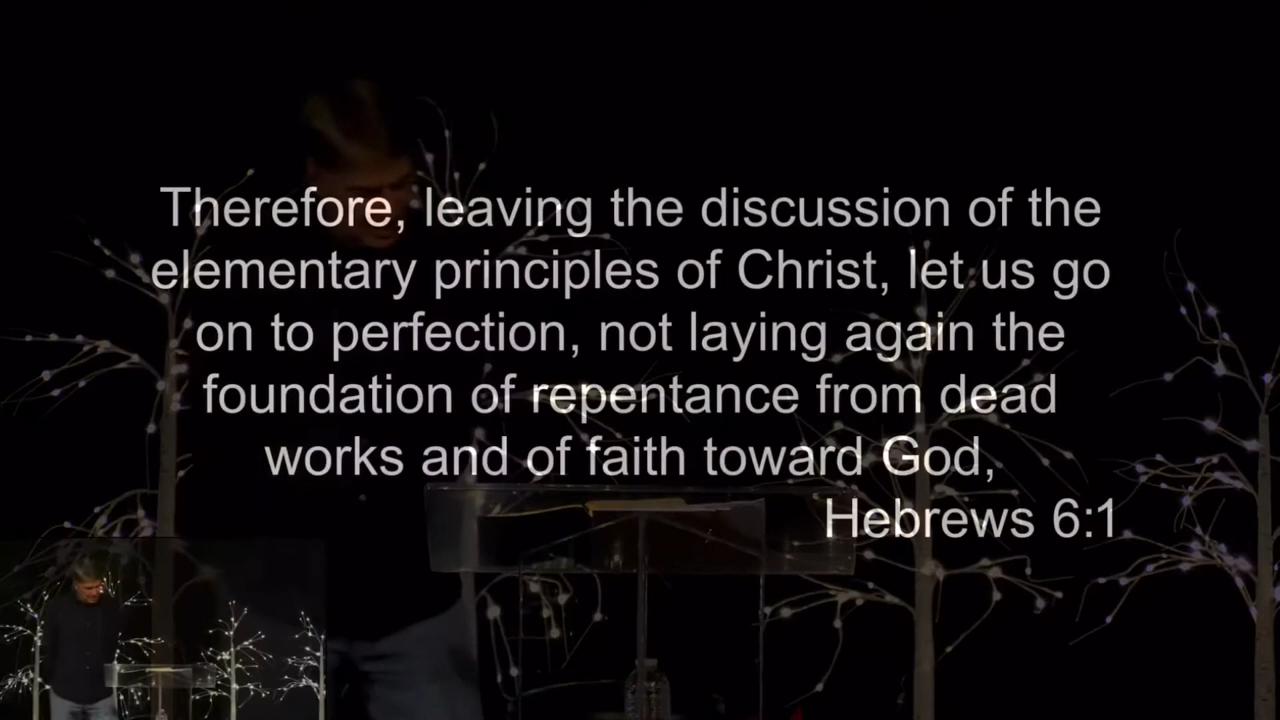 Therefore, leaving the discussion of the
elementary principles of Christ, let us go
on to perfection, not laying again the
foundation of repentance from dead
works and of faith toward God,
Hebrews 6:1